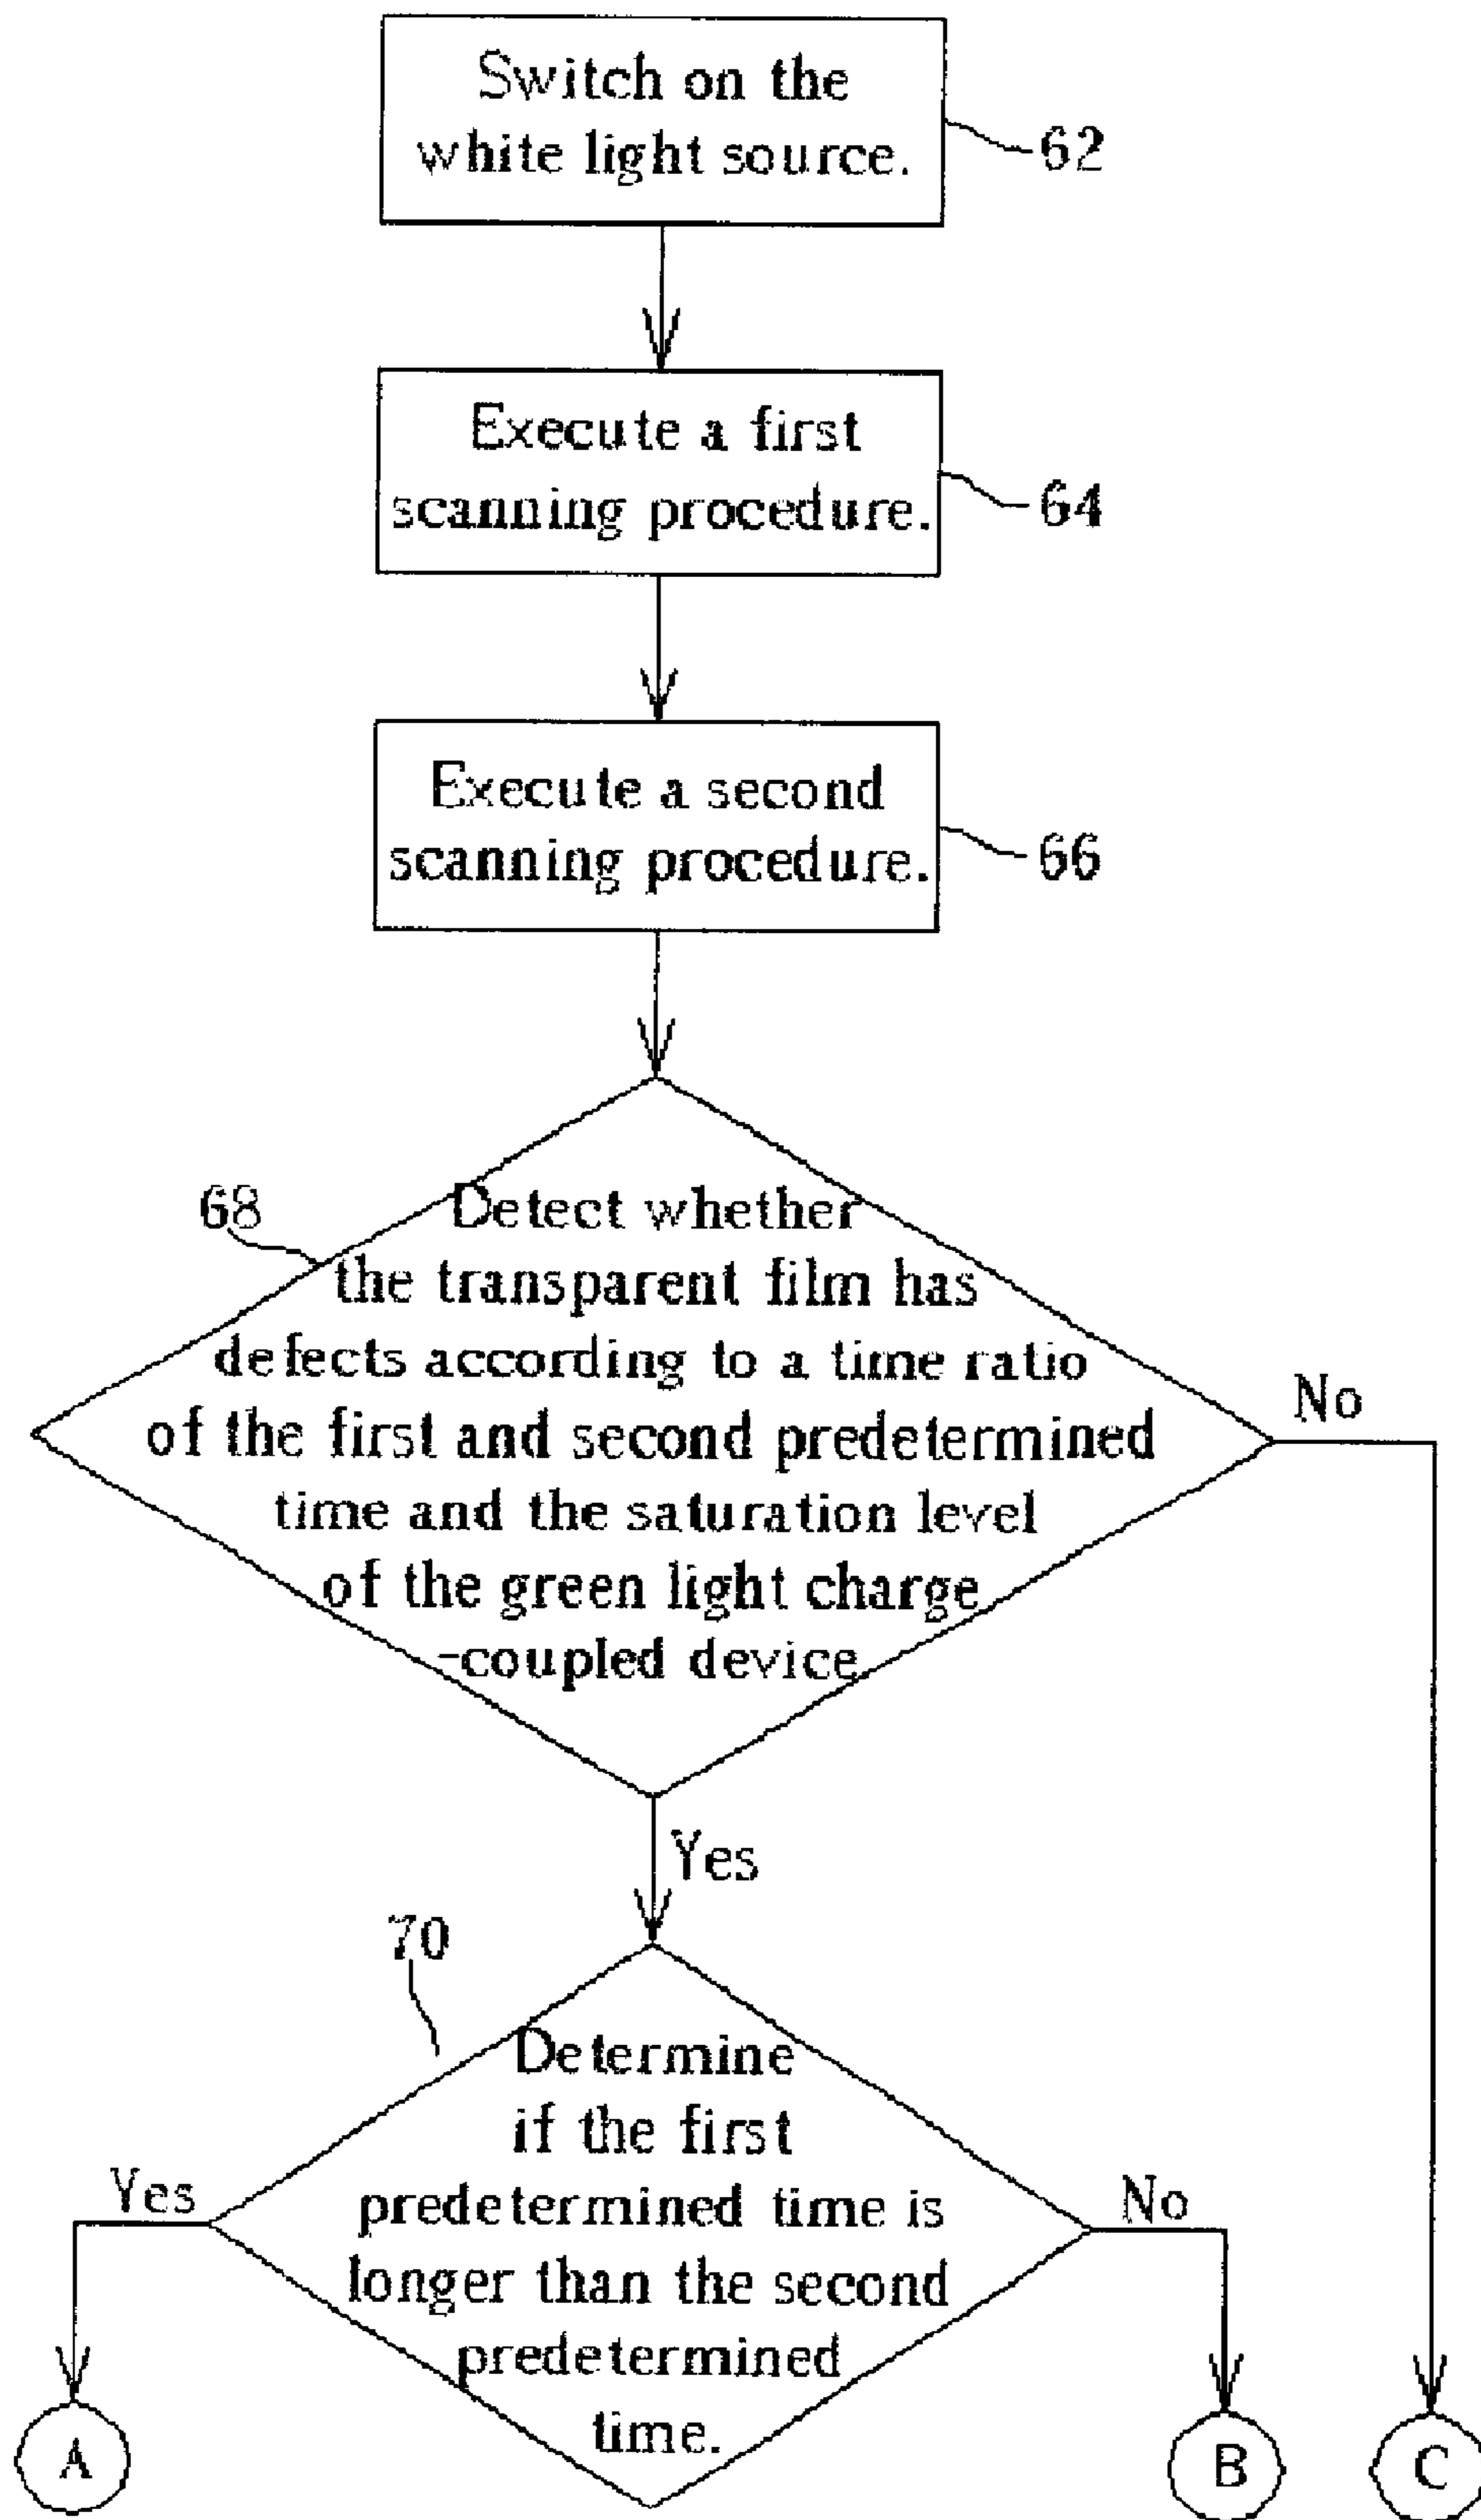 Switch on the
white light source.
62
Execute a first
scanning procedure.
64
Execute a second
scanning procedure.
66
68
Detect whether
the transparent film has
defects according to a time ratio
of the first and second predetermined
time and the saturation level
of the green light charge
-coupled device
No
Yes
70
Determine
if the first
predetermined time is
longer than the second
predetermined
time.
Yes
No
A
B
C